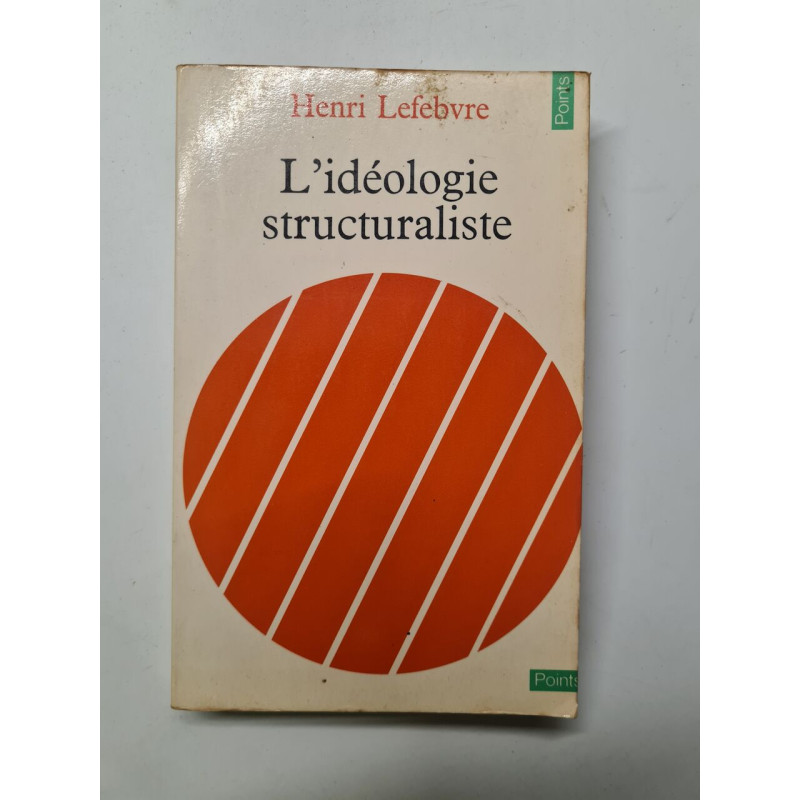 Points
Henri Lefebvre
L'idéologie
structuraliste
Points